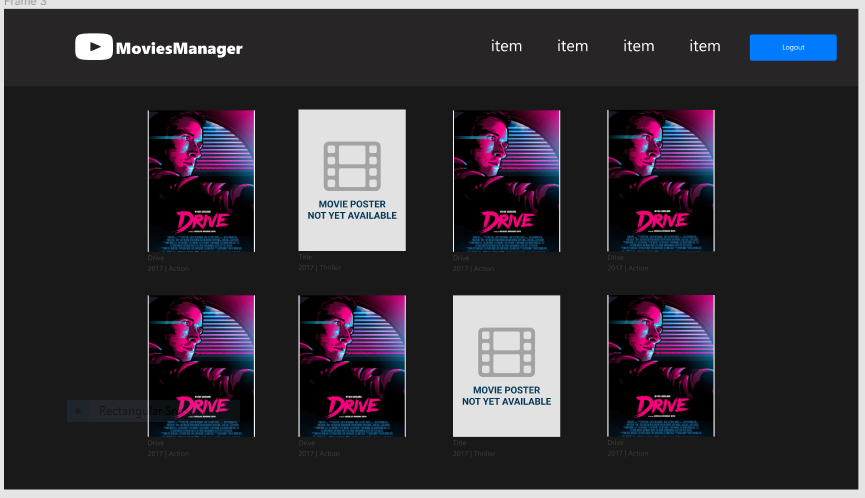 Frame 3
MoviesManager
item item item item
Logout
DRIVE
MOVIE POSTER
NOT YET AVAILABLE
DRIVE
DRIVE
Drive
2017 | Action
Title
2017 | Thriller
Drive
2017 | Action
Drive
2017 | Action
DRIVE
DRIVE
MOVIE POSTER
NOT YET AVAILABLE
DRIVE
Rectangular Sni
Drive
2017 | Action
Drive
2017 | Action
Title
2017 | Thriller
Drive
2017 | Action